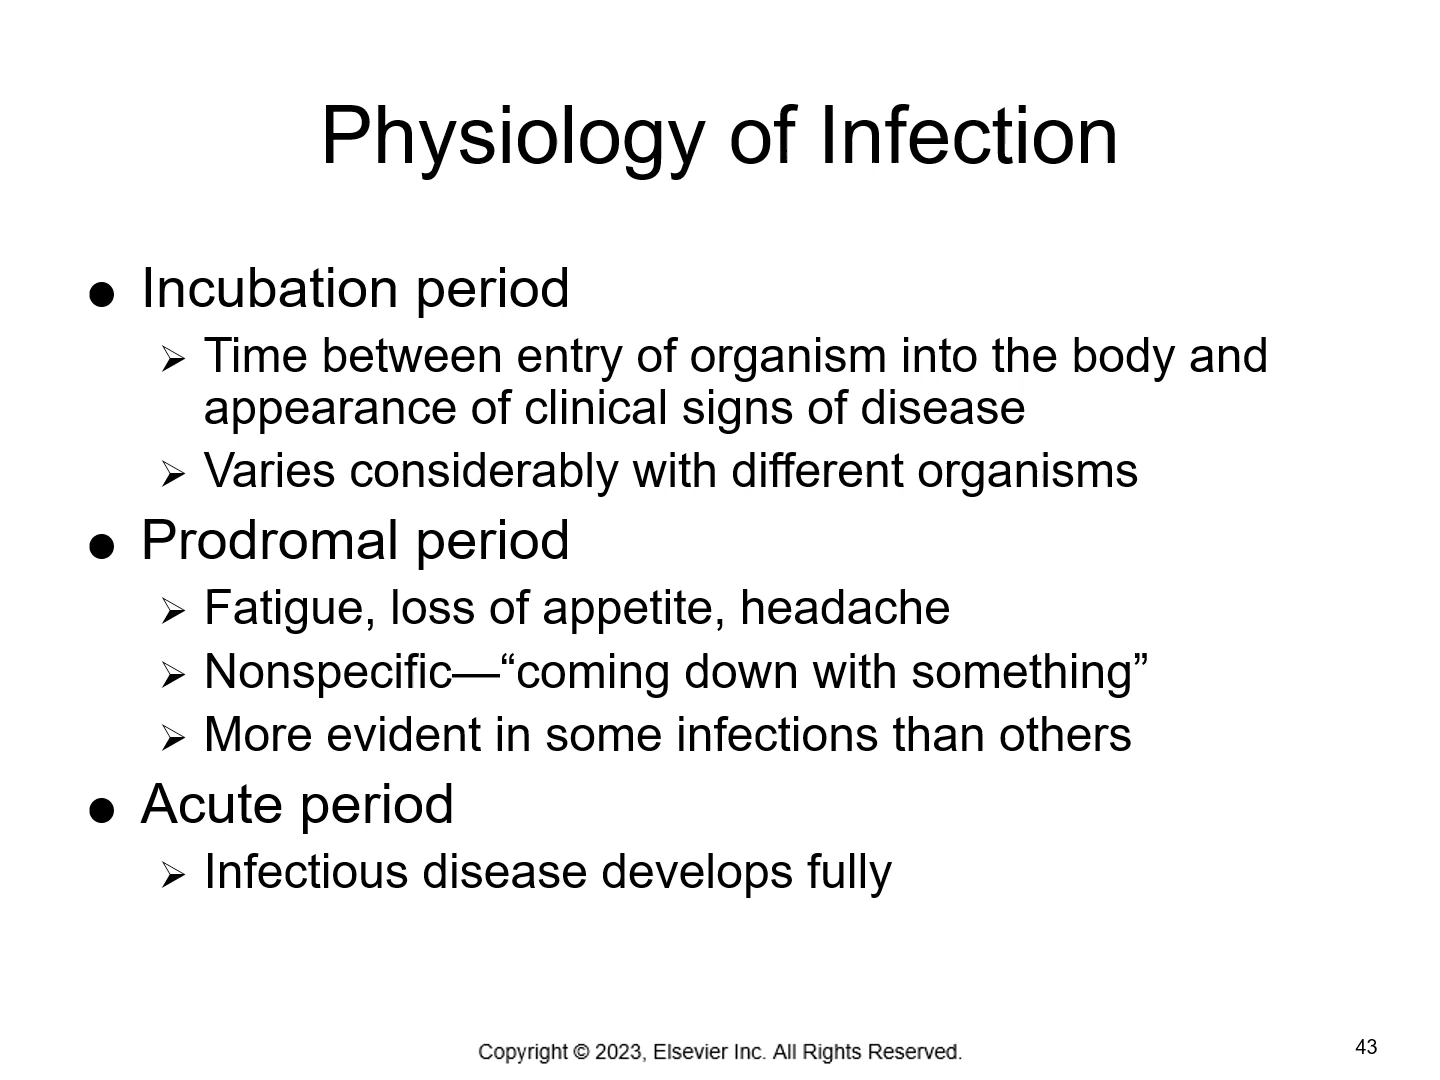 Physiology of Infection
● Incubation period
➢ Time between entry of organism into the body and
appearance of clinical signs of disease
➢ Varies considerably with different organisms
● Prodromal period
➢ Fatigue, loss of appetite, headache
➢ Nonspecific—“coming down with something”
➢ More evident in some infections than others
● Acute period
➢ Infectious disease develops fully
Copyright © 2023, Elsevier Inc. All Rights Reserved.
43